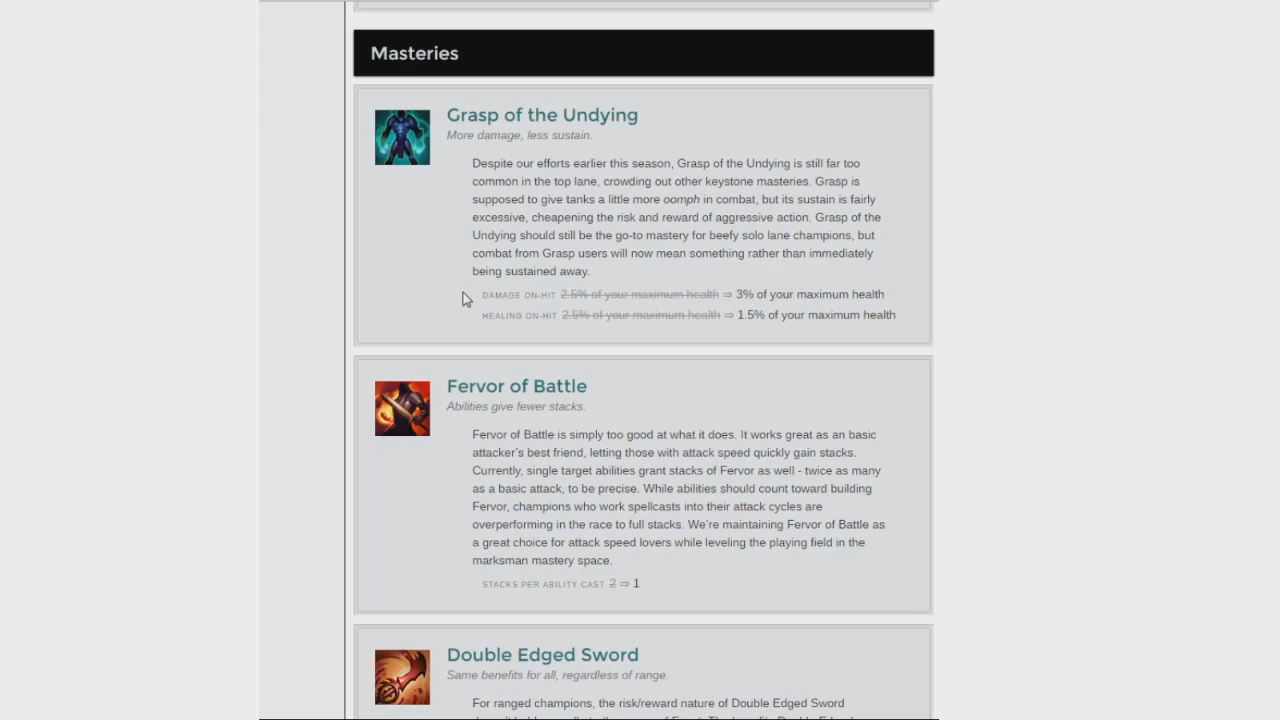 Masteries
Grasp of the Undying
More damage, less sustain.
Despite our efforts earlier this season, Grasp of the Undying is still far too
common in the top lane, crowding out other keystone masteries. Grasp is
supposed to give tanks a little more oomph in combat, but its sustain is fairly
excessive, cheapening the risk and reward of aggressive action. Grasp of the
Undying should still be the go-to mastery for beefy solo lane champions, but
combat from Grasp users will now mean something rather than immediately
being sustained away.
DAMAGE ON-HIT 2.5% of your maximum health ⇒ 3% of your maximum health
HEALING ON-HIT 2.5% of your maximum health ⇒ 1.5% of your maximum health
Fervor of Battle
Abilities give fewer stacks.
Fervor of Battle is simply too good at what it does. It works great as an basic
attacker's best friend, letting those with attack speed quickly gain stacks.
Currently, single target abilities grant stacks of Fervor as well - twice as many
as a basic attack, to be precise. While abilities should count toward building
Fervor, champions who work spellcasts into their attack cycles are
overperforming in the race to full stacks. We're maintaining Fervor of Battle as
a great choice for attack speed lovers while leveling the playing field in the
marksman mastery space.
STACKS PER ABILITY CAST 2 ⇒ 1
Double Edged Sword
Same benefits for all, regardless of range.
For ranged champions, the risk/reward nature of Double Edged Sword